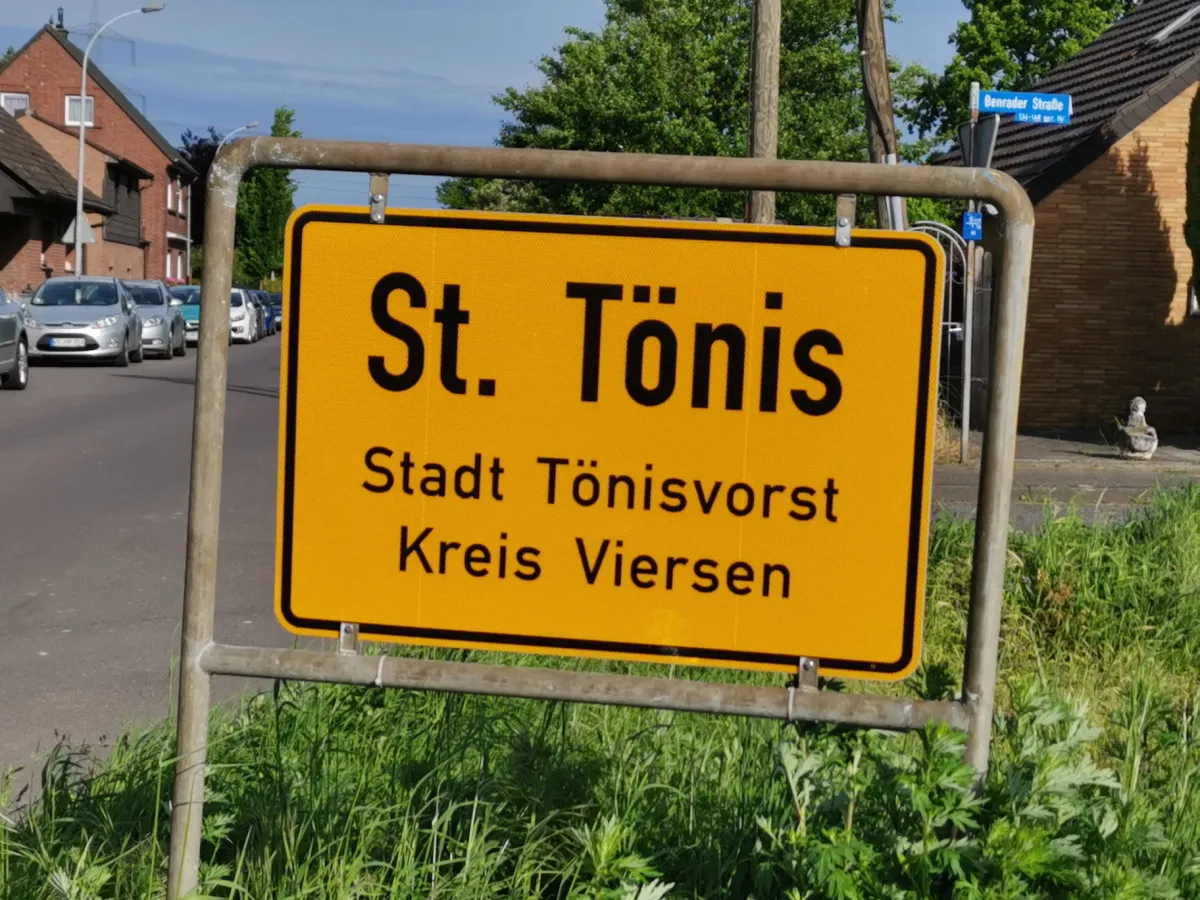 St. Tönis
Stadt Tönisvorst
Kreis Viersen
Benrader Straße